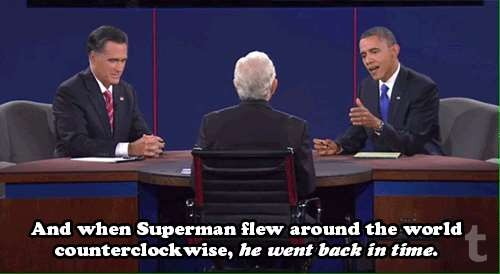 And when Superman flew around the world
counterclockwise, he went back in time.
t